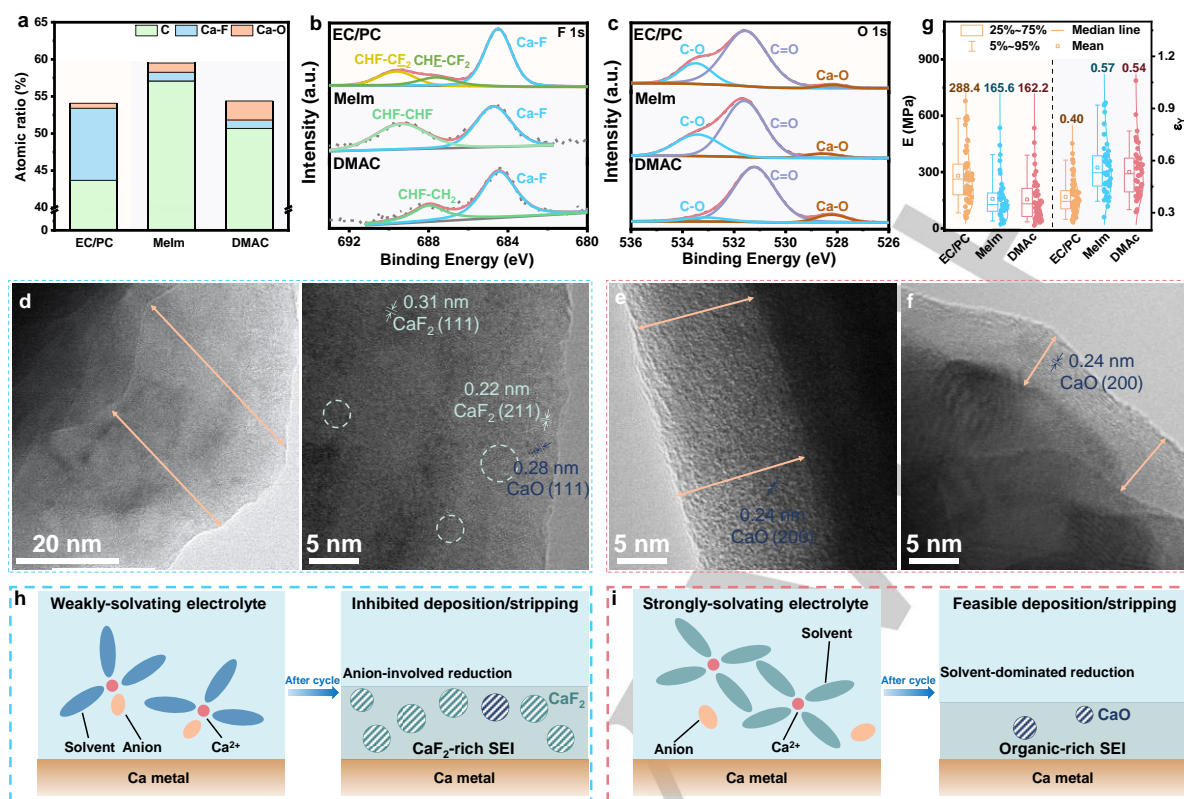 a
65
60
55
50
45
40
Atomic ratio (%)
C
Ca-F
Ca-O
EC/PC
MeIm
DMAC
b
F 1s
EC/PC
CHF-CF2
CHF-CF2
Ca-F
MeIm
CHF-CHF
Ca-F
DMAC
CHF-CH2
Ca-F
Intensity (a.u.)
692
688
684
680
Binding Energy (eV)
c
O 1s
EC/PC
C-O
C=O
Ca-O
MeIm
C-O
C=O
Ca-O
DMAC
C-O
C=O
Ca-O
Intensity (a.u.)
536
534
532
530
528
526
Binding Energy (eV)
g
25%~75%
5%~95%
Median line
Mean
900
600
300
0
E (MPa)
288.4
165.6
162.2
0.40
0.57
0.54
1.2
0.9
0.6
0.3
εY
EC/PC
MeIm
DMAc
EC/PC
MeIm
DMAc
d
20 nm
0.31 nm
CaF2 (111)
0.22 nm
CaF2 (211)
0.28 nm
CaO (111)
5 nm
e
0.24 nm
CaO (200)
5 nm
f
0.24 nm
CaO (200)
5 nm
h
Weakly-solvating electrolyte
Solvent
Anion
Ca2+
Ca metal
After cycle
Inhibited deposition/stripping
Anion-involved reduction
CaF2
CaF2-rich SEI
Ca metal
i
Strongly-solvating electrolyte
Solvent
Anion
Ca2+
Ca metal
After cycle
Feasible deposition/stripping
Solvent-dominated reduction
CaO
Organic-rich SEI
Ca metal